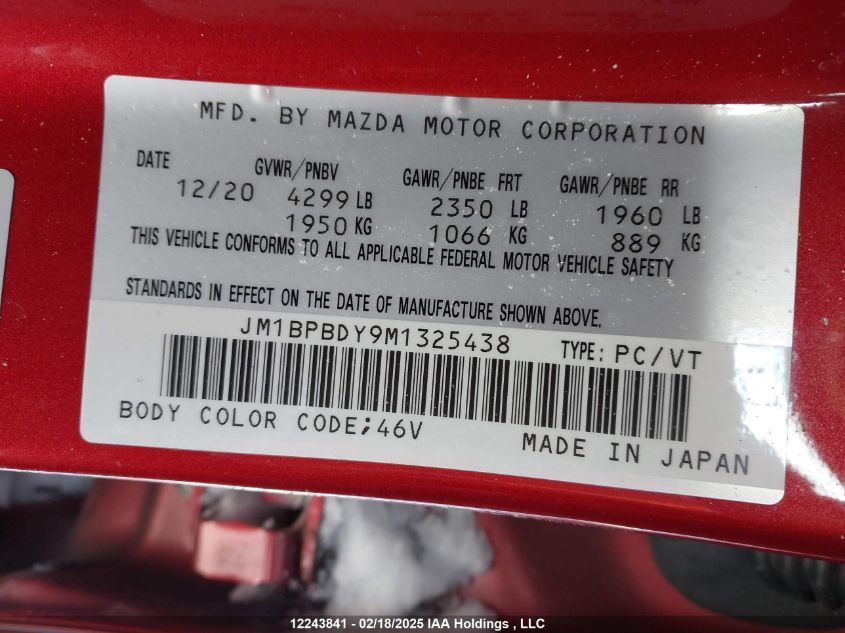 MFD. BY MAZDA MOTOR CORPORATION
DATE GVWR/PNBV GAWR/PNBE FRT GAWR/PNBE RR
12/20 4299 LB 2350 LB 1960 LB
1950 KG 1066 KG 889 KG
THIS VEHICLE CONFORMS TO ALL APPLICABLE FEDERAL MOTOR VEHICLE SAFETY
STANDARDS IN EFFECT ON THE DATE OF MANUFACTURE SHOWN ABOVE.
JM1BPBDY9M1325438 TYPE: PC/VT
BODY COLOR CODE;46V
MADE IN JAPAN
12243841 - 02/18/2025 IAA Holdings , LLC